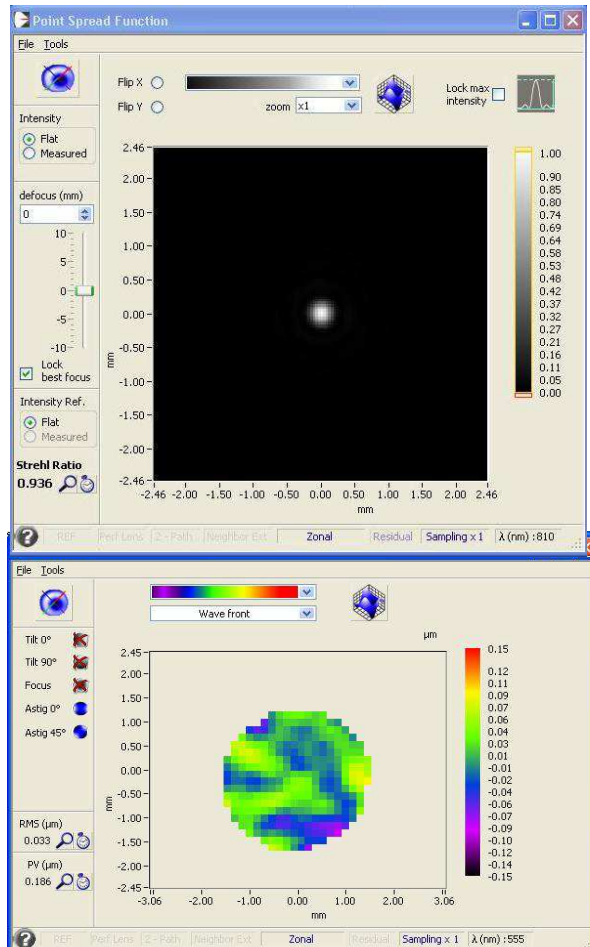 Point Spread Function
File Tools
Flip X
Flip Y
zoom x1
Lock max
intensity
Intensity
Flat
Measured
defocus (mm)
0
10
5
0
-5
-10
Lock
best focus
Intensity Ref.
Flat
Measured
Strehl Ratio
0.936
2.46
2.00
1.50
1.00
0.50
0.00
-0.50
-1.00
-1.50
-2.00
-2.46
mm
-2.46 -2.00 -1.50 -1.00 -0.50 0.00 0.50 1.00 1.50 2.00 2.46
mm
1.00
0.90
0.85
0.80
0.74
0.69
0.64
0.58
0.53
0.48
0.42
0.37
0.32
0.27
0.21
0.16
0.11
0.05
0.00
REF Perf Lens 2 - Path Neighbor Ext Zonal Residual Sampling x 1 λ (nm) :810
File Tools
Wave front
Tilt 0°
Tilt 90°
Focus
Astig 0°
Astig 45°
RMS (µm)
0.033
PV (µm)
0.186
µm
2.45
2.00
1.50
1.00
0.50
0.00
-0.50
-1.00
-1.50
-2.00
-2.45
mm
-3.06 -2.00 -1.00 0.00 1.00 2.00 3.06
mm
0.15
0.12
0.11
0.09
0.07
0.06
0.04
0.03
0.01
-0.01
-0.02
-0.04
-0.06
-0.07
-0.09
-0.10
-0.12
-0.14
-0.15
REF Perf Lens 2 - Path Neighbor Ext Zonal Residual Sampling x 1 λ (nm) :555